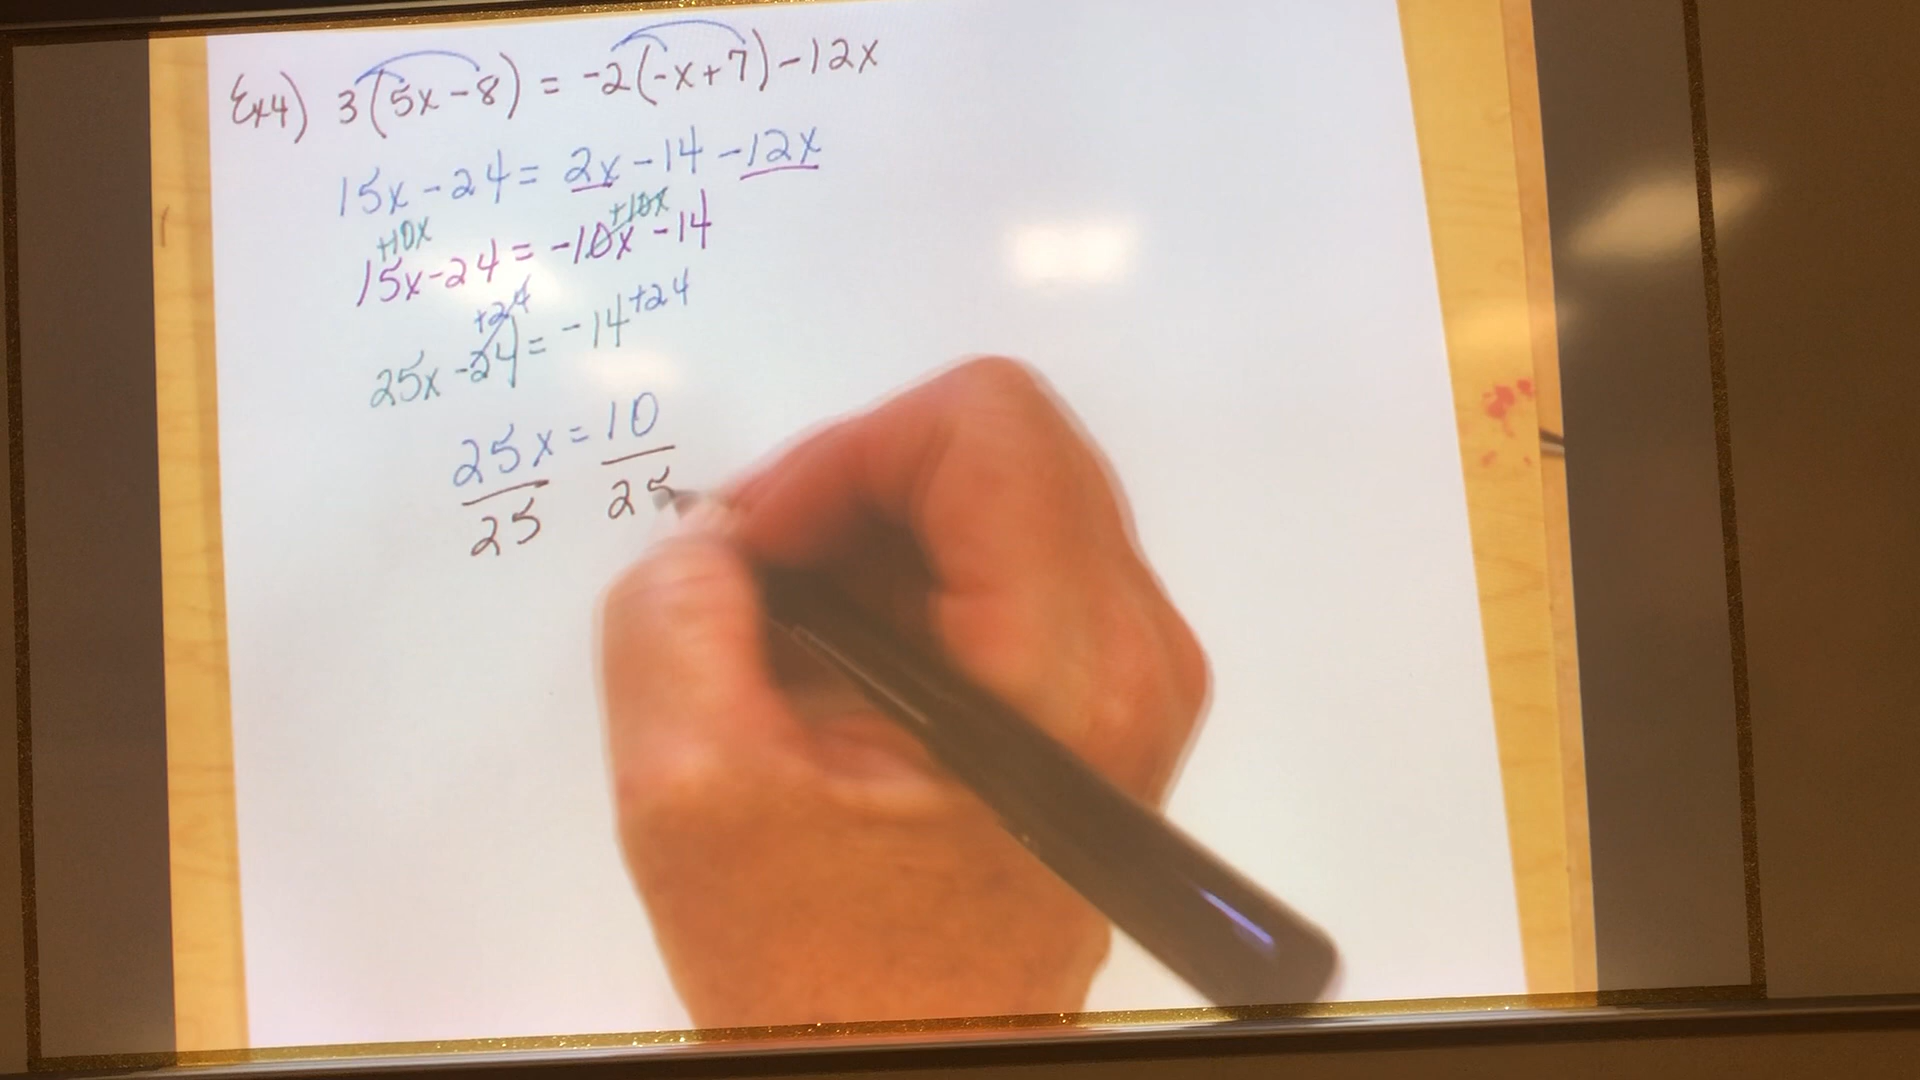 Ex4) 3(5x-8) = -2(-x+7)-12x
15x-24 = 2x-14-12x
+10x +10x
15x-24 = -10x-14
+24 +24
25x-24 = -14
25x = 10
25 25